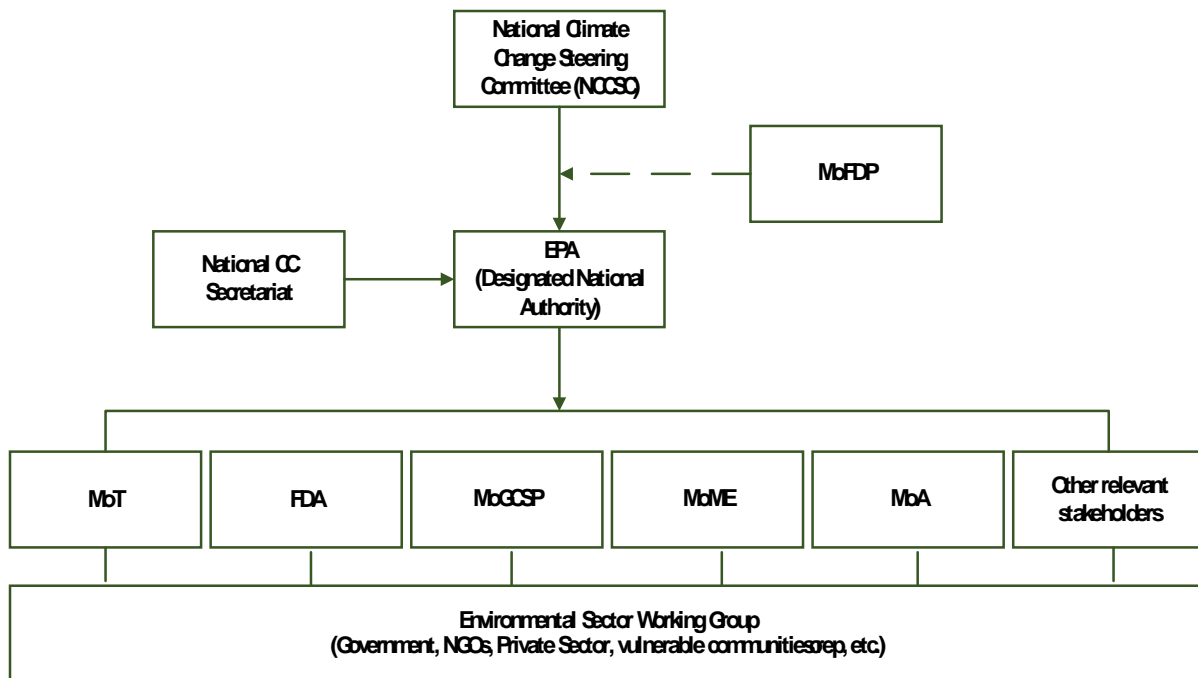 National Climate
Change Steering
Committee (NCCSC)
MoFDP
National CC
Secretariat
EPA
(Designated National
Authority)
MoT
FDA
MoGCSP
MoME
MoA
Other relevant
stakeholders
Environmental Sector Working Group
(Government, NGOs, Private Sector, vulnerable communitiesorep, etc.)